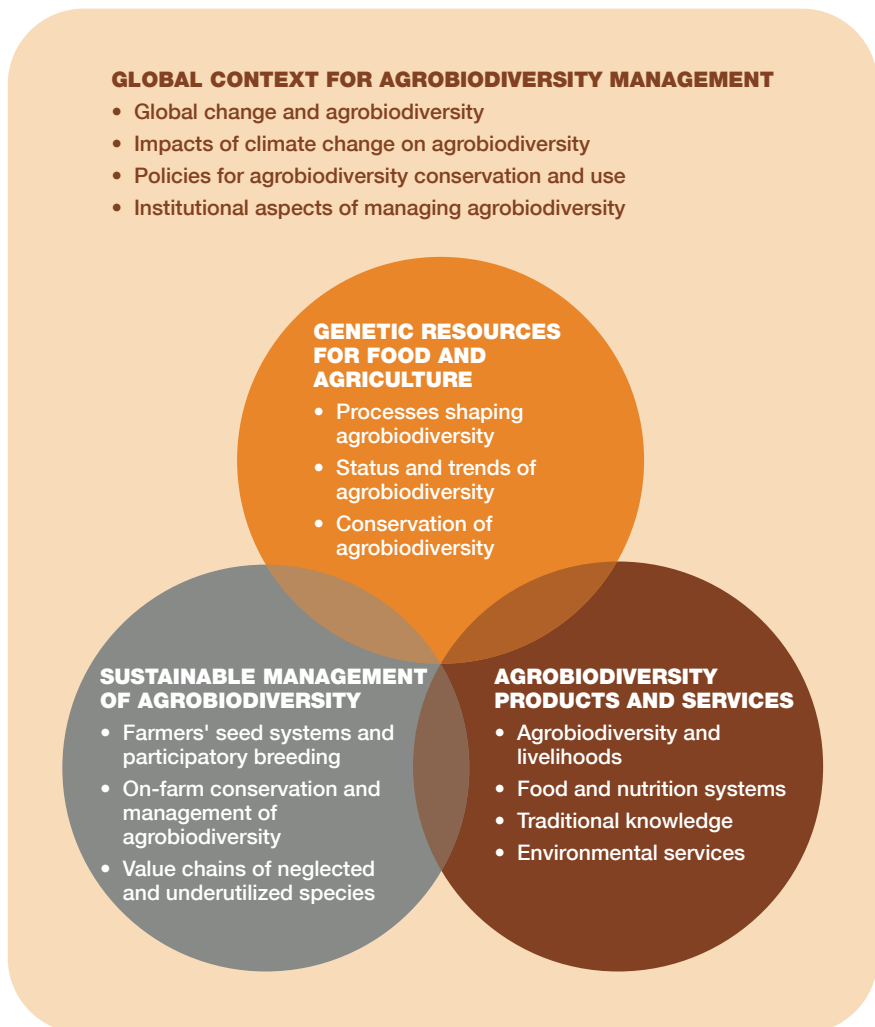 GLOBAL CONTEXT FOR AGROBIODIVERSITY MANAGEMENT
• Global change and agrobiodiversity
• Impacts of climate change on agrobiodiversity
• Policies for agrobiodiversity conservation and use
• Institutional aspects of managing agrobiodiversity
GENETIC RESOURCES
FOR FOOD AND
AGRICULTURE
• Processes shaping
agrobiodiversity
• Status and trends of
agrobiodiversity
• Conservation of
agrobiodiversity
SUSTAINABLE MANAGEMENT
OF AGROBIODIVERSITY
• Farmers' seed systems and
participatory breeding
• On-farm conservation and
management of
agrobiodiversity
• Value chains of neglected
and underutilized species
AGROBIODIVERSITY
PRODUCTS AND SERVICES
• Agrobiodiversity and
livelihoods
• Food and nutrition systems
• Traditional knowledge
• Environmental services